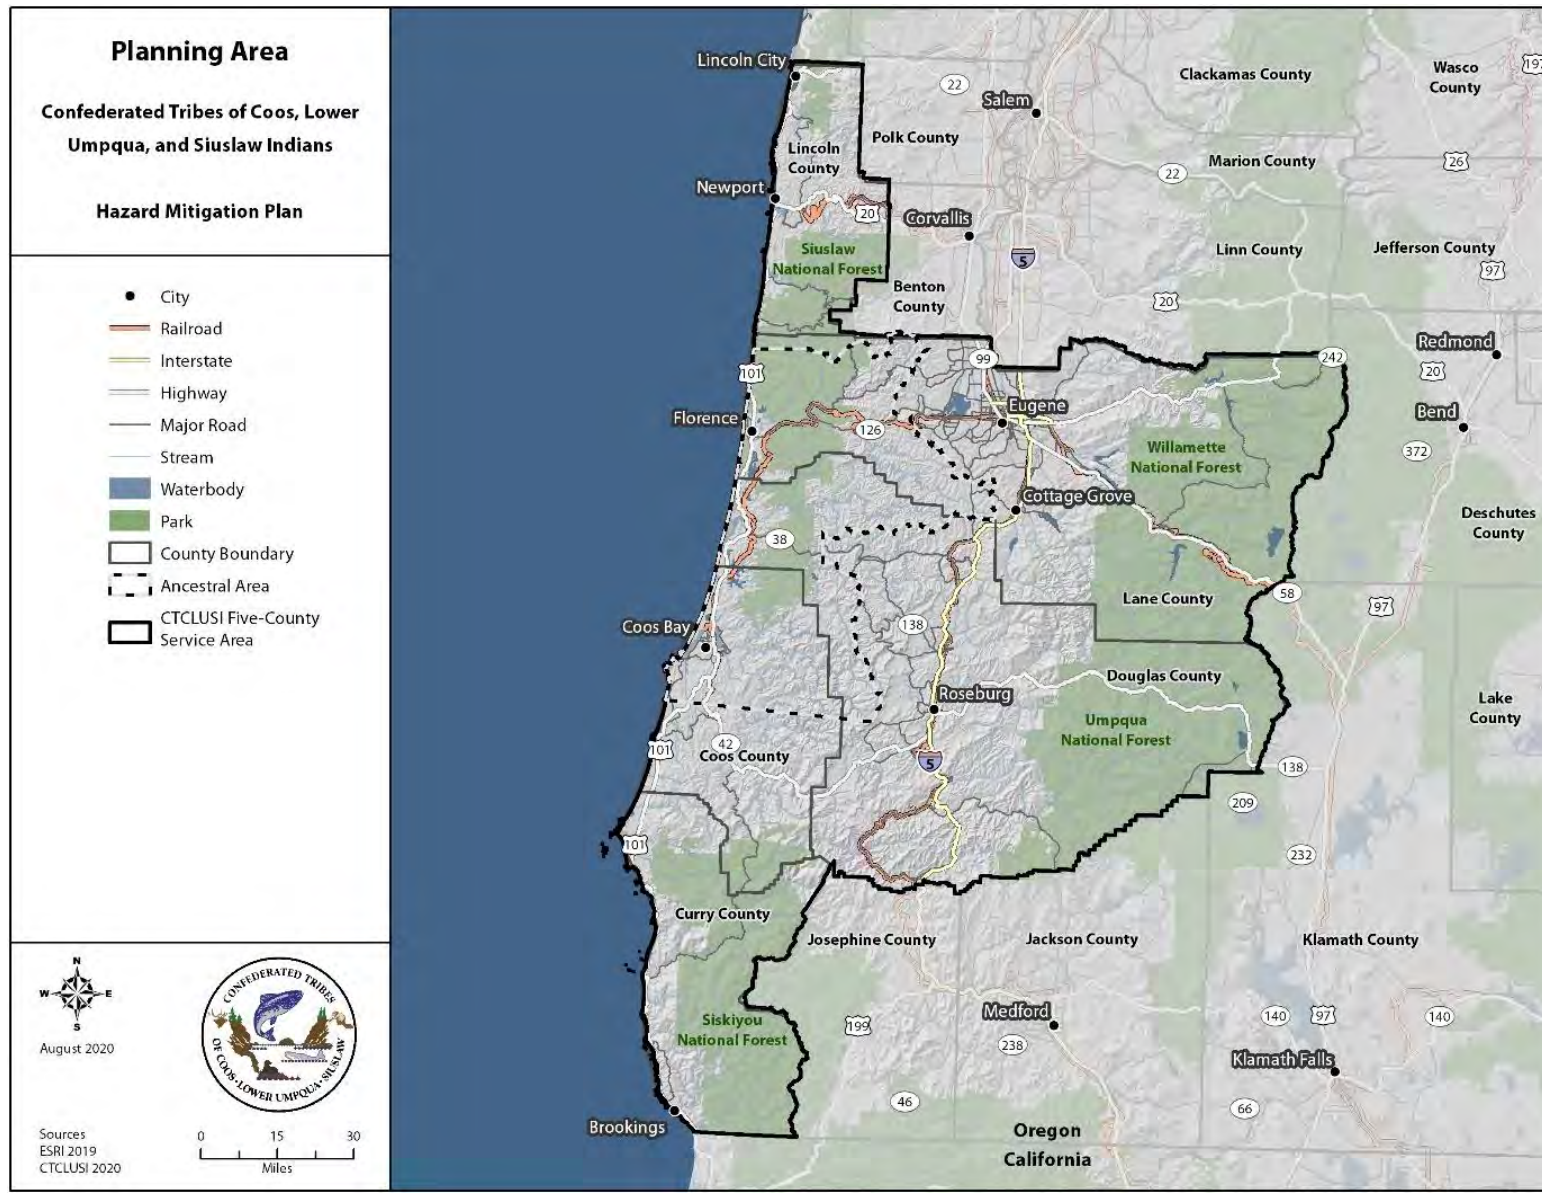 Planning Area
Confederated Tribes of Coos, Lower
Umpqua, and Siuslaw Indians
Hazard Mitigation Plan
City
Railroad
Interstate
Highway
Major Road
Stream
Waterbody
Park
County Boundary
Ancestral Area
CTCLUSI Five-County
Service Area
N
W
E
S
August 2020
CONFEDERATED TRIBES
OF COOS · LOWER UMPQUA · SIUSLAW
Sources
ESRI 2019
CTCLUSI 2020
0 15 30
Miles
Lincoln City
22
Salem
Clackamas County
Wasco
County
197
Polk County
Lincoln
County
Marion County
26
22
Newport
20
Corvallis
Siuslaw
National Forest
5
Linn County
Jefferson County
97
Benton
County
20
Redmond
99
242
20
101
Florence
126
Eugene
Bend
Willamette
National Forest
372
Cottage Grove
38
Deschutes
County
Lane County
58
97
Coos Bay
138
Douglas County
Roseburg
Umpqua
National Forest
Lake
County
101
42
Coos County
5
138
209
101
232
Curry County
Josephine County
Jackson County
Klamath County
Siskiyou
National Forest
199
Medford
238
140
97
140
Klamath Falls
46
66
Brookings
Oregon
California